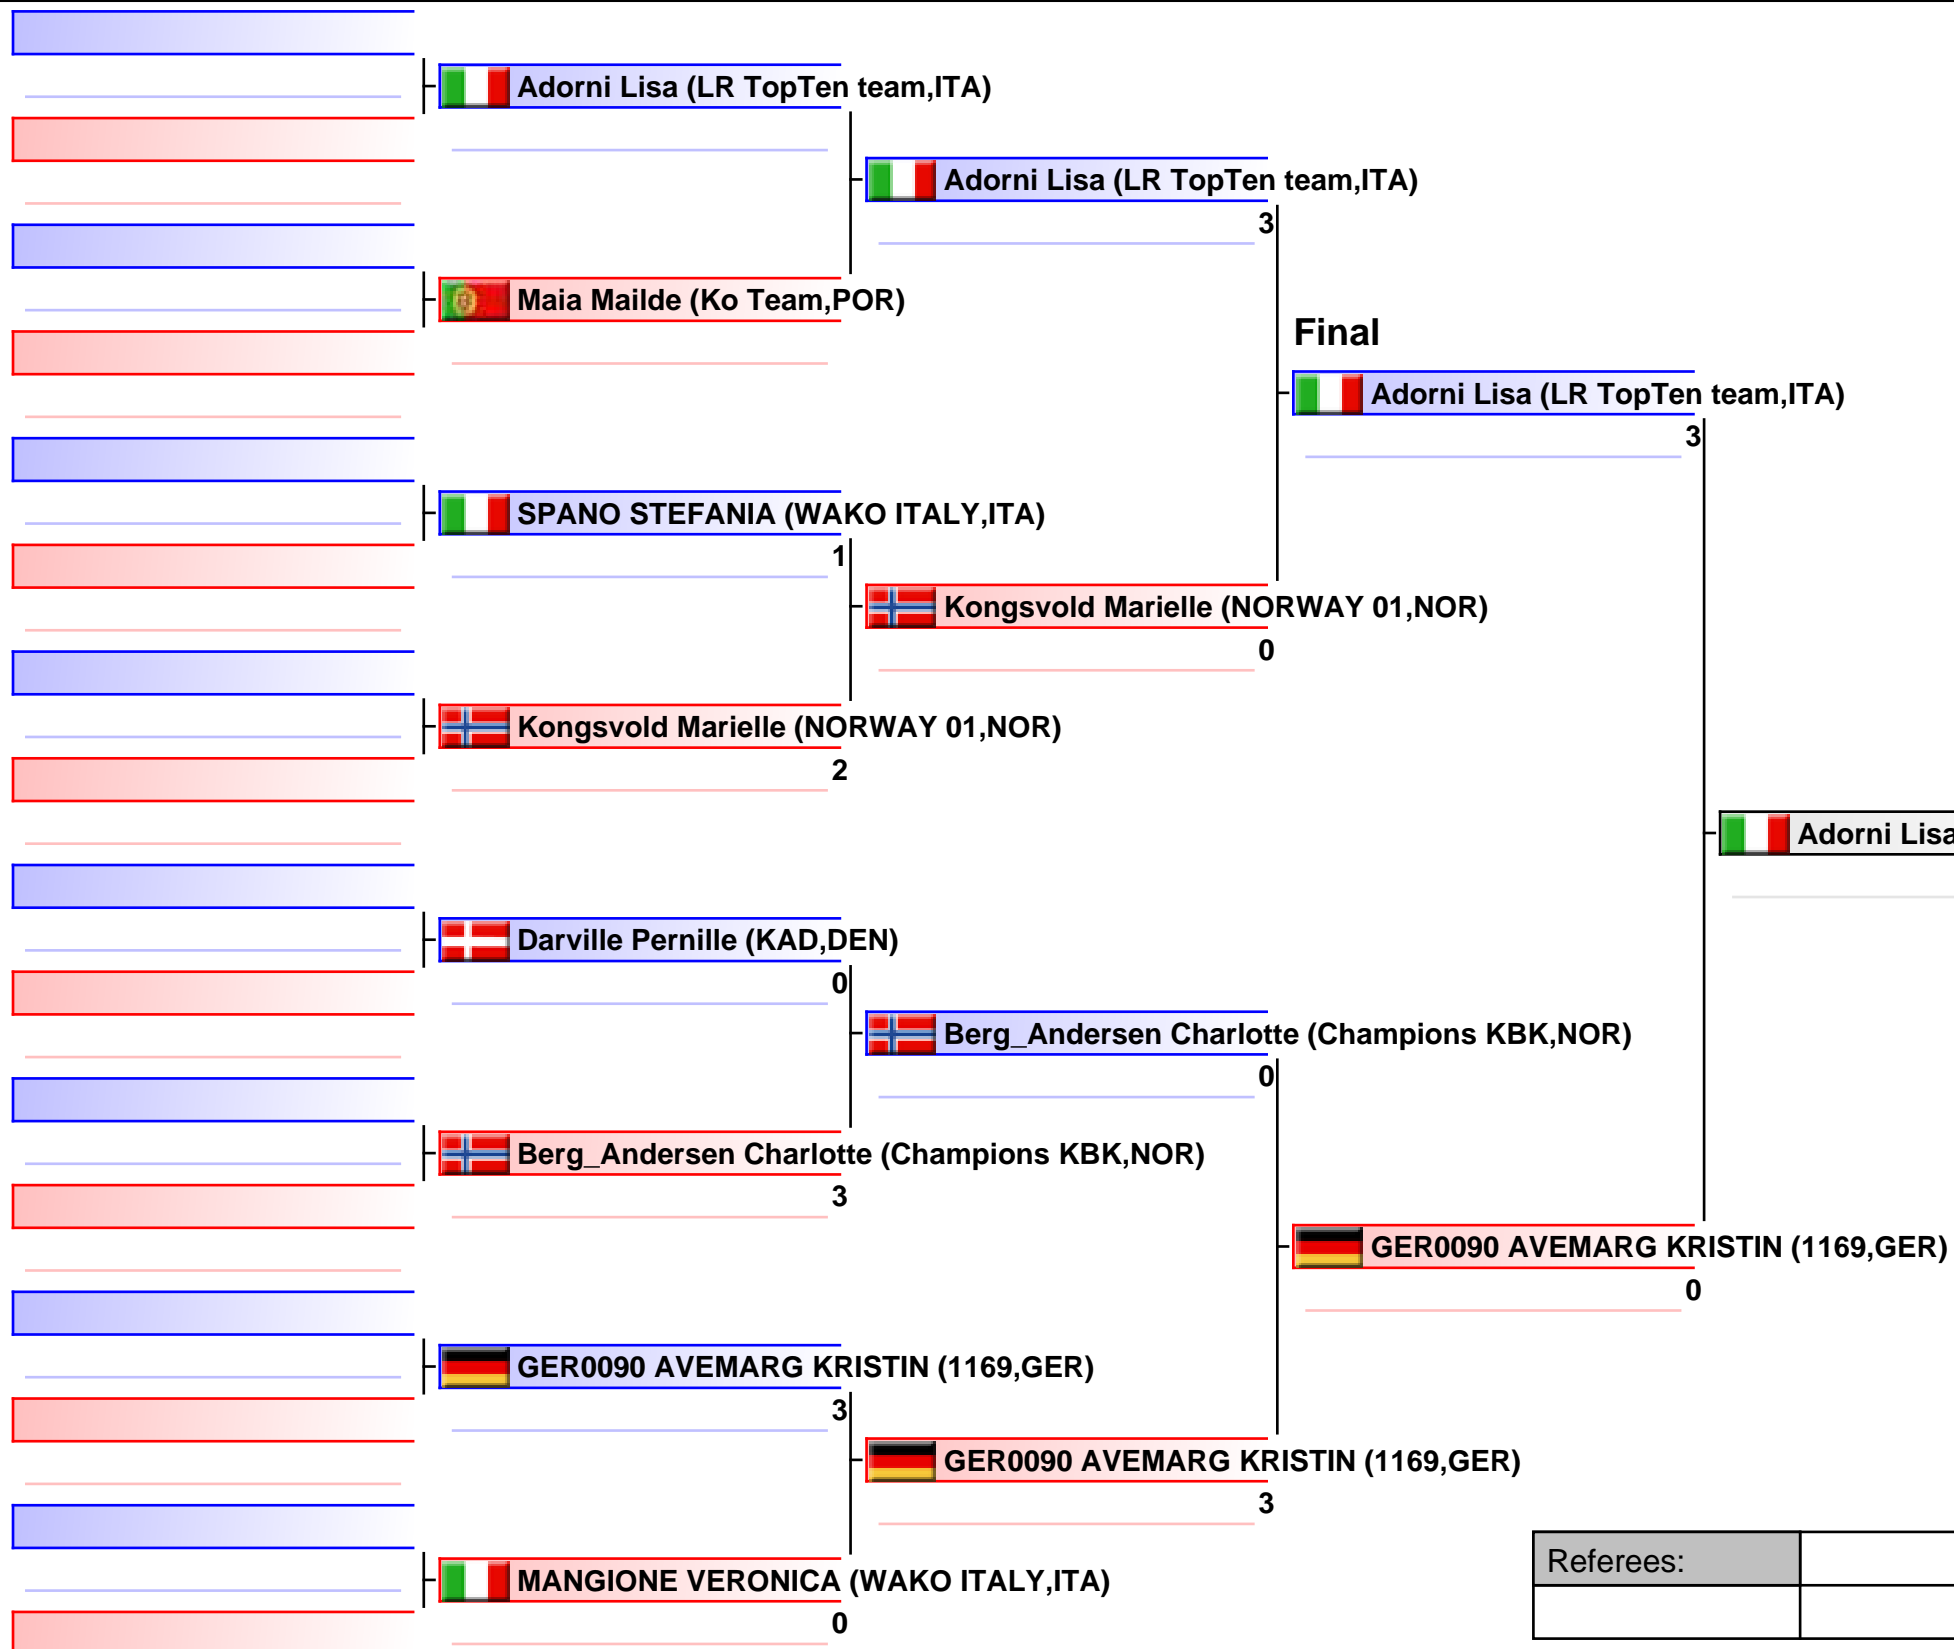 Adorni Lisa (LR TopTen team,ITA)
Adorni Lisa (LR TopTen team,ITA)
3
Maia Mailde (Ko Team,POR)
Final
Adorni Lisa (LR TopTen team,ITA)
3
SPANO STEFANIA (WAKO ITALY,ITA)
1
Kongsvold Marielle (NORWAY 01,NOR)
0
Kongsvold Marielle (NORWAY 01,NOR)
2
Adorni Lisa
Darville Pernille (KAD,DEN)
0
Berg_Andersen Charlotte (Champions KBK,NOR)
0
Berg_Andersen Charlotte (Champions KBK,NOR)
3
GER0090 AVEMARG KRISTIN (1169,GER)
0
GER0090 AVEMARG KRISTIN (1169,GER)
3
GER0090 AVEMARG KRISTIN (1169,GER)
3
Referees:
MANGIONE VERONICA (WAKO ITALY,ITA)
0